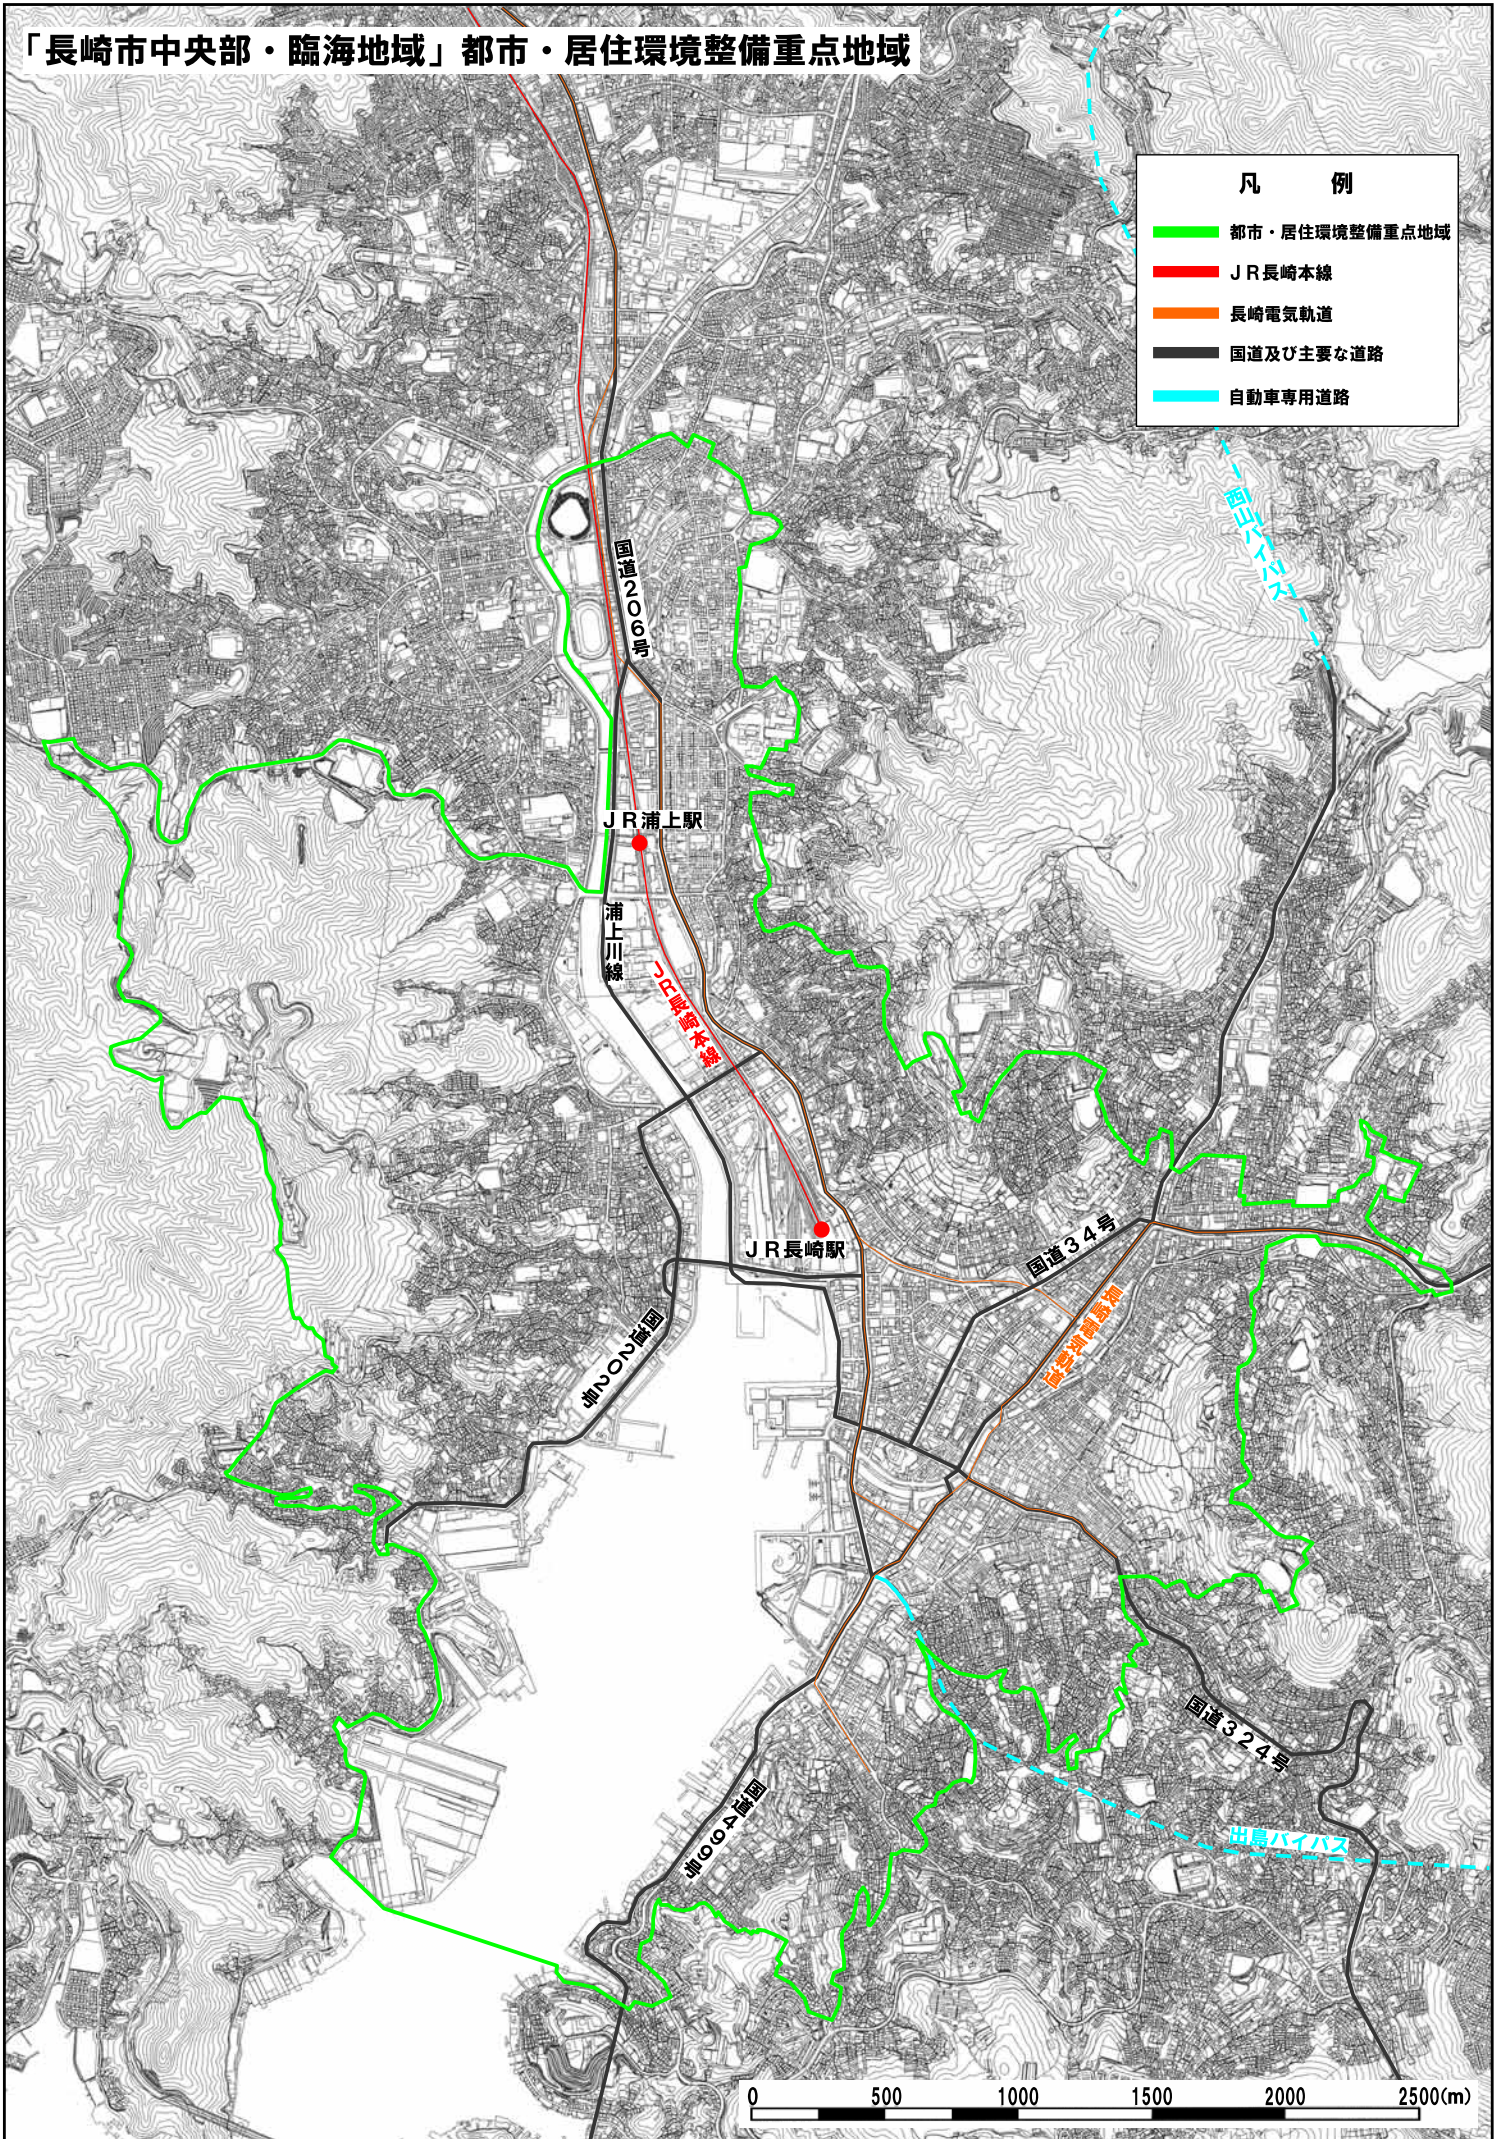 「長崎市中央部・臨海地域」都市・居住環境整備重点地域
凡 例
都市・居住環境整備重点地域
JR長崎本線
長崎電気軌道
国道及び主要な道路
自動車専用道路
西山バイパス
国道206号
JR浦上駅
浦上川線
JR長崎本線
国道34号
JR長崎駅
長崎電気軌道
国道202号
国道324号
国道499号
出島バイパス
0 500 1000 1500 2000 2500(m)